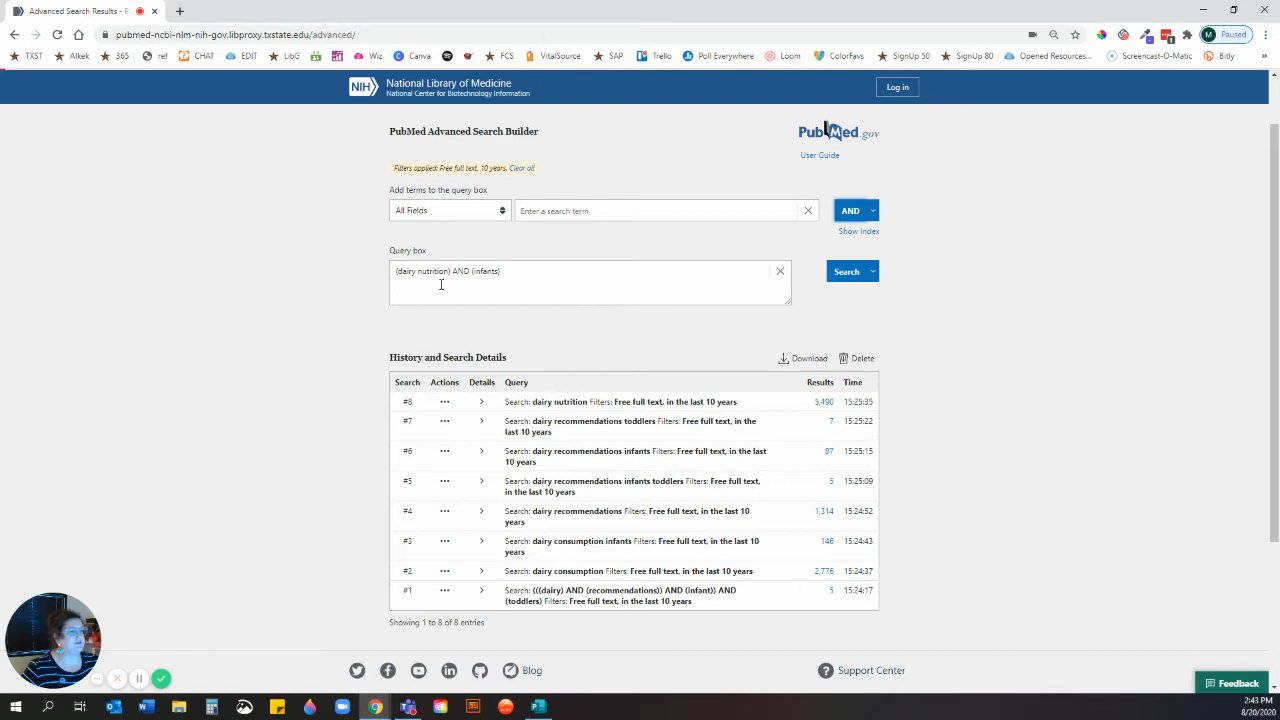 Advanced Search Results - P
pubmed-ncbi-nlm-nih-gov.libproxy.txstate.edu/advanced/
M Paused
TXST Alkek 365 ref CHAT EDIT LibG Wiz Canva FCS VitalSource SAP Trello Poll Everywhere Loom ColorFavs SignUp 50 SignUp 80 Opened Resources... Screencast-O-Matic Bitly
NIH National Library of Medicine
National Center for Biotechnology Information
Log in
PubMed Advanced Search Builder
PubMed.gov
User Guide
Filters applied: Free full text, 10 years. Clear all
Add terms to the query box
All Fields Enter a search term AND
Show Index
Query box
(dairy nutrition) AND (infants)
Search
History and Search Details Download Delete
Search Actions Details Query Results Time
#8 ... > Search: dairy nutrition Filters: Free full text, in the last 10 years 5,490 15:25:35
#7 ... > Search: dairy recommendations toddlers Filters: Free full text, in the 7 15:25:22
last 10 years
#6 ... > Search: dairy recommendations infants Filters: Free full text, in the last 87 15:25:15
10 years
#5 ... > Search: dairy recommendations infants toddlers Filters: Free full text, 5 15:25:09
in the last 10 years
#4 ... > Search: dairy recommendations Filters: Free full text, in the last 10 1,314 15:24:52
years
#3 ... > Search: dairy consumption infants Filters: Free full text, in the last 10 146 15:24:43
years
#2 ... > Search: dairy consumption Filters: Free full text, in the last 10 years 2,776 15:24:37
#1 ... > Search: (((dairy) AND (recommendations)) AND (infant)) AND 5 15:24:17
(toddlers) Filters: Free full text, in the last 10 years
Showing 1 to 8 of 8 entries
Blog
Support Center
Feedback
2:43 PM
8/20/2020